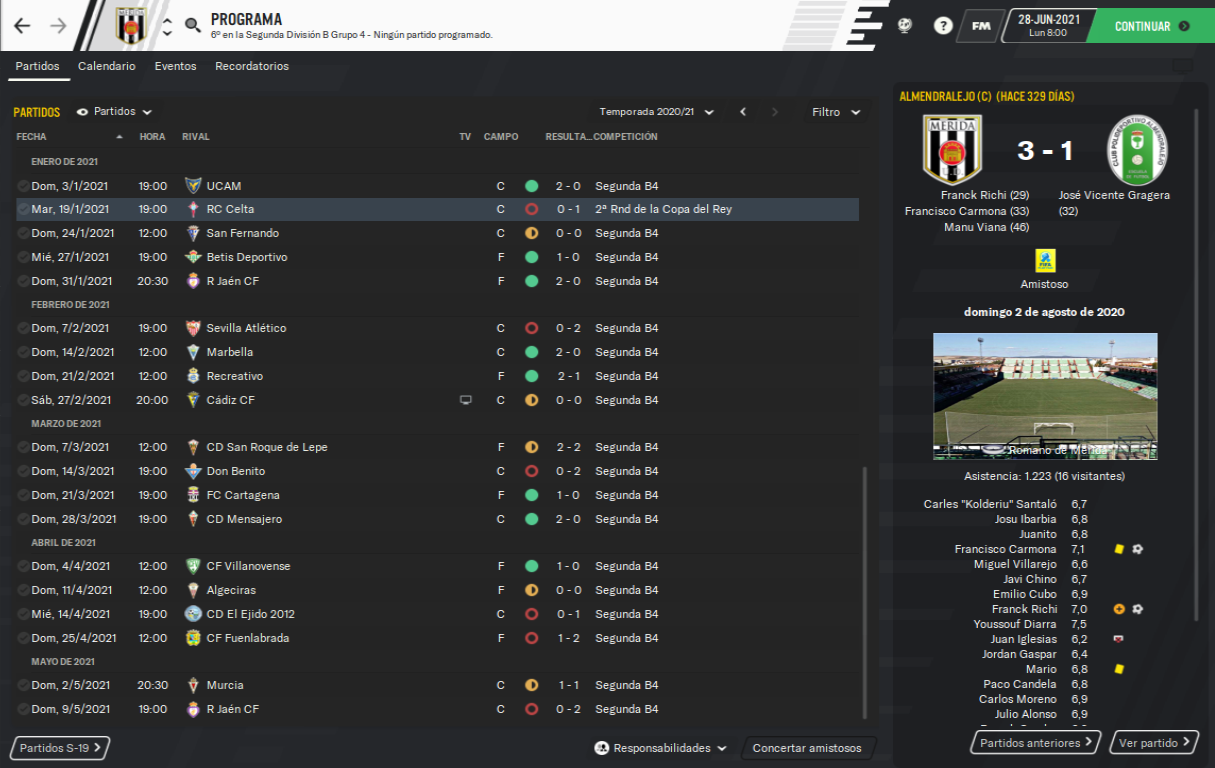 PROGRAMA
6º en la Segunda División B Grupo 4 - Ningún partido programado.
FM
28-JUN-2021
Lun 8:00
CONTINUAR
Partidos Calendario Eventos Recordatorios
PARTIDOS Partidos Temporada 2020/21 Filtro
FECHA HORA RIVAL TV CAMPO RESULTA... COMPETICIÓN
ENERO DE 2021
Dom, 3/1/2021 19:00 UCAM C 2 - 0 Segunda B4
Mar, 19/1/2021 19:00 RC Celta C 0 - 1 2ª Rnd de la Copa del Rey
Dom, 24/1/2021 12:00 San Fernando C 0 - 0 Segunda B4
Mié, 27/1/2021 19:00 Betis Deportivo F 1 - 0 Segunda B4
Dom, 31/1/2021 20:30 R Jaén CF F 2 - 0 Segunda B4
FEBRERO DE 2021
Dom, 7/2/2021 19:00 Sevilla Atlético C 0 - 2 Segunda B4
Dom, 14/2/2021 12:00 Marbella C 2 - 0 Segunda B4
Dom, 21/2/2021 12:00 Recreativo F 2 - 1 Segunda B4
Sáb, 27/2/2021 20:00 Cádiz CF C 0 - 0 Segunda B4
MARZO DE 2021
Dom, 7/3/2021 12:00 CD San Roque de Lepe F 2 - 2 Segunda B4
Dom, 14/3/2021 19:00 Don Benito C 0 - 2 Segunda B4
Dom, 21/3/2021 19:00 FC Cartagena F 1 - 0 Segunda B4
Dom, 28/3/2021 19:00 CD Mensajero C 2 - 0 Segunda B4
ABRIL DE 2021
Dom, 4/4/2021 12:00 CF Villanovense F 1 - 0 Segunda B4
Dom, 11/4/2021 12:00 Algeciras F 0 - 0 Segunda B4
Mié, 14/4/2021 19:00 CD El Ejido 2012 C 0 - 1 Segunda B4
Dom, 25/4/2021 12:00 CF Fuenlabrada F 1 - 2 Segunda B4
MAYO DE 2021
Dom, 2/5/2021 20:30 Murcia C 1 - 1 Segunda B4
Dom, 9/5/2021 19:00 R Jaén CF C 0 - 2 Segunda B4
Partidos S-19 Responsabilidades Concertar amistosos
ALMENDRALEJO (C) (HACE 329 DÍAS)
MERIDA
U.D.
3 - 1
CLUB POLIDEPORTIVO ALMENDRALEJO
Franck Richi (29) José Vicente Gragera
Francisco Carmona (33) (32)
Manu Viana (46)
FIFA
Amistoso
domingo 2 de agosto de 2020
Romano de Mérida
Asistencia: 1.223 (16 visitantes)
Carles "Kolderiu" Santaló 6,7
Josu Ibarbia 6,8
Juanito 6,8
Francisco Carmona 7,1
Miguel Villarejo 6,6
Javi Chino 6,7
Emilio Cubo 6,9
Franck Richi 7,0
Youssouf Diarra 7,5
Juan Iglesias 6,2
Jordan Gaspar 6,4
Mario 6,8
Paco Candela 6,8
Carlos Moreno 6,9
Julio Alonso 6,9
Partidos anteriores Ver partido